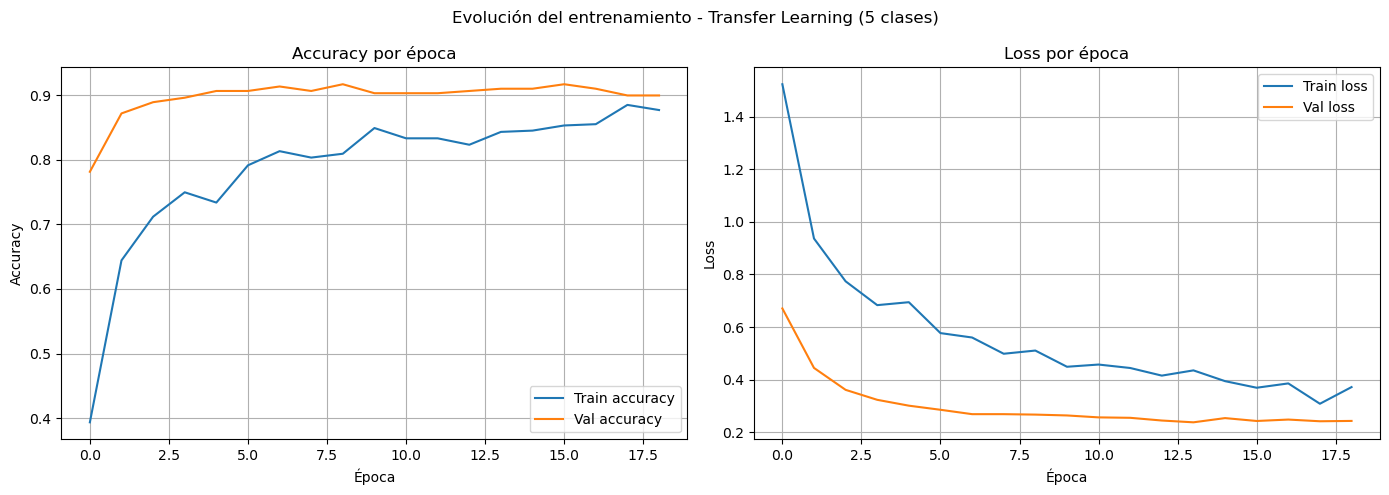 Evolución del entrenamiento - Transfer Learning (5 clases)
Accuracy por época
Accuracy
0.9
0.8
0.7
0.6
0.5
0.4
Train accuracy
Val accuracy
0.0 2.5 5.0 7.5 10.0 12.5 15.0 17.5
Época
Loss por época
Loss
1.4
1.2
1.0
0.8
0.6
0.4
0.2
Train loss
Val loss
0.0 2.5 5.0 7.5 10.0 12.5 15.0 17.5
Época